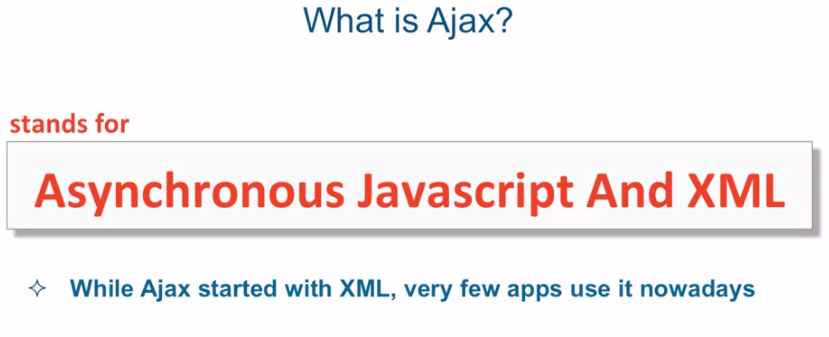 What is Ajax?
stands for
Asynchronous Javascript And XML
While Ajax started with XML, very few apps use it nowadays